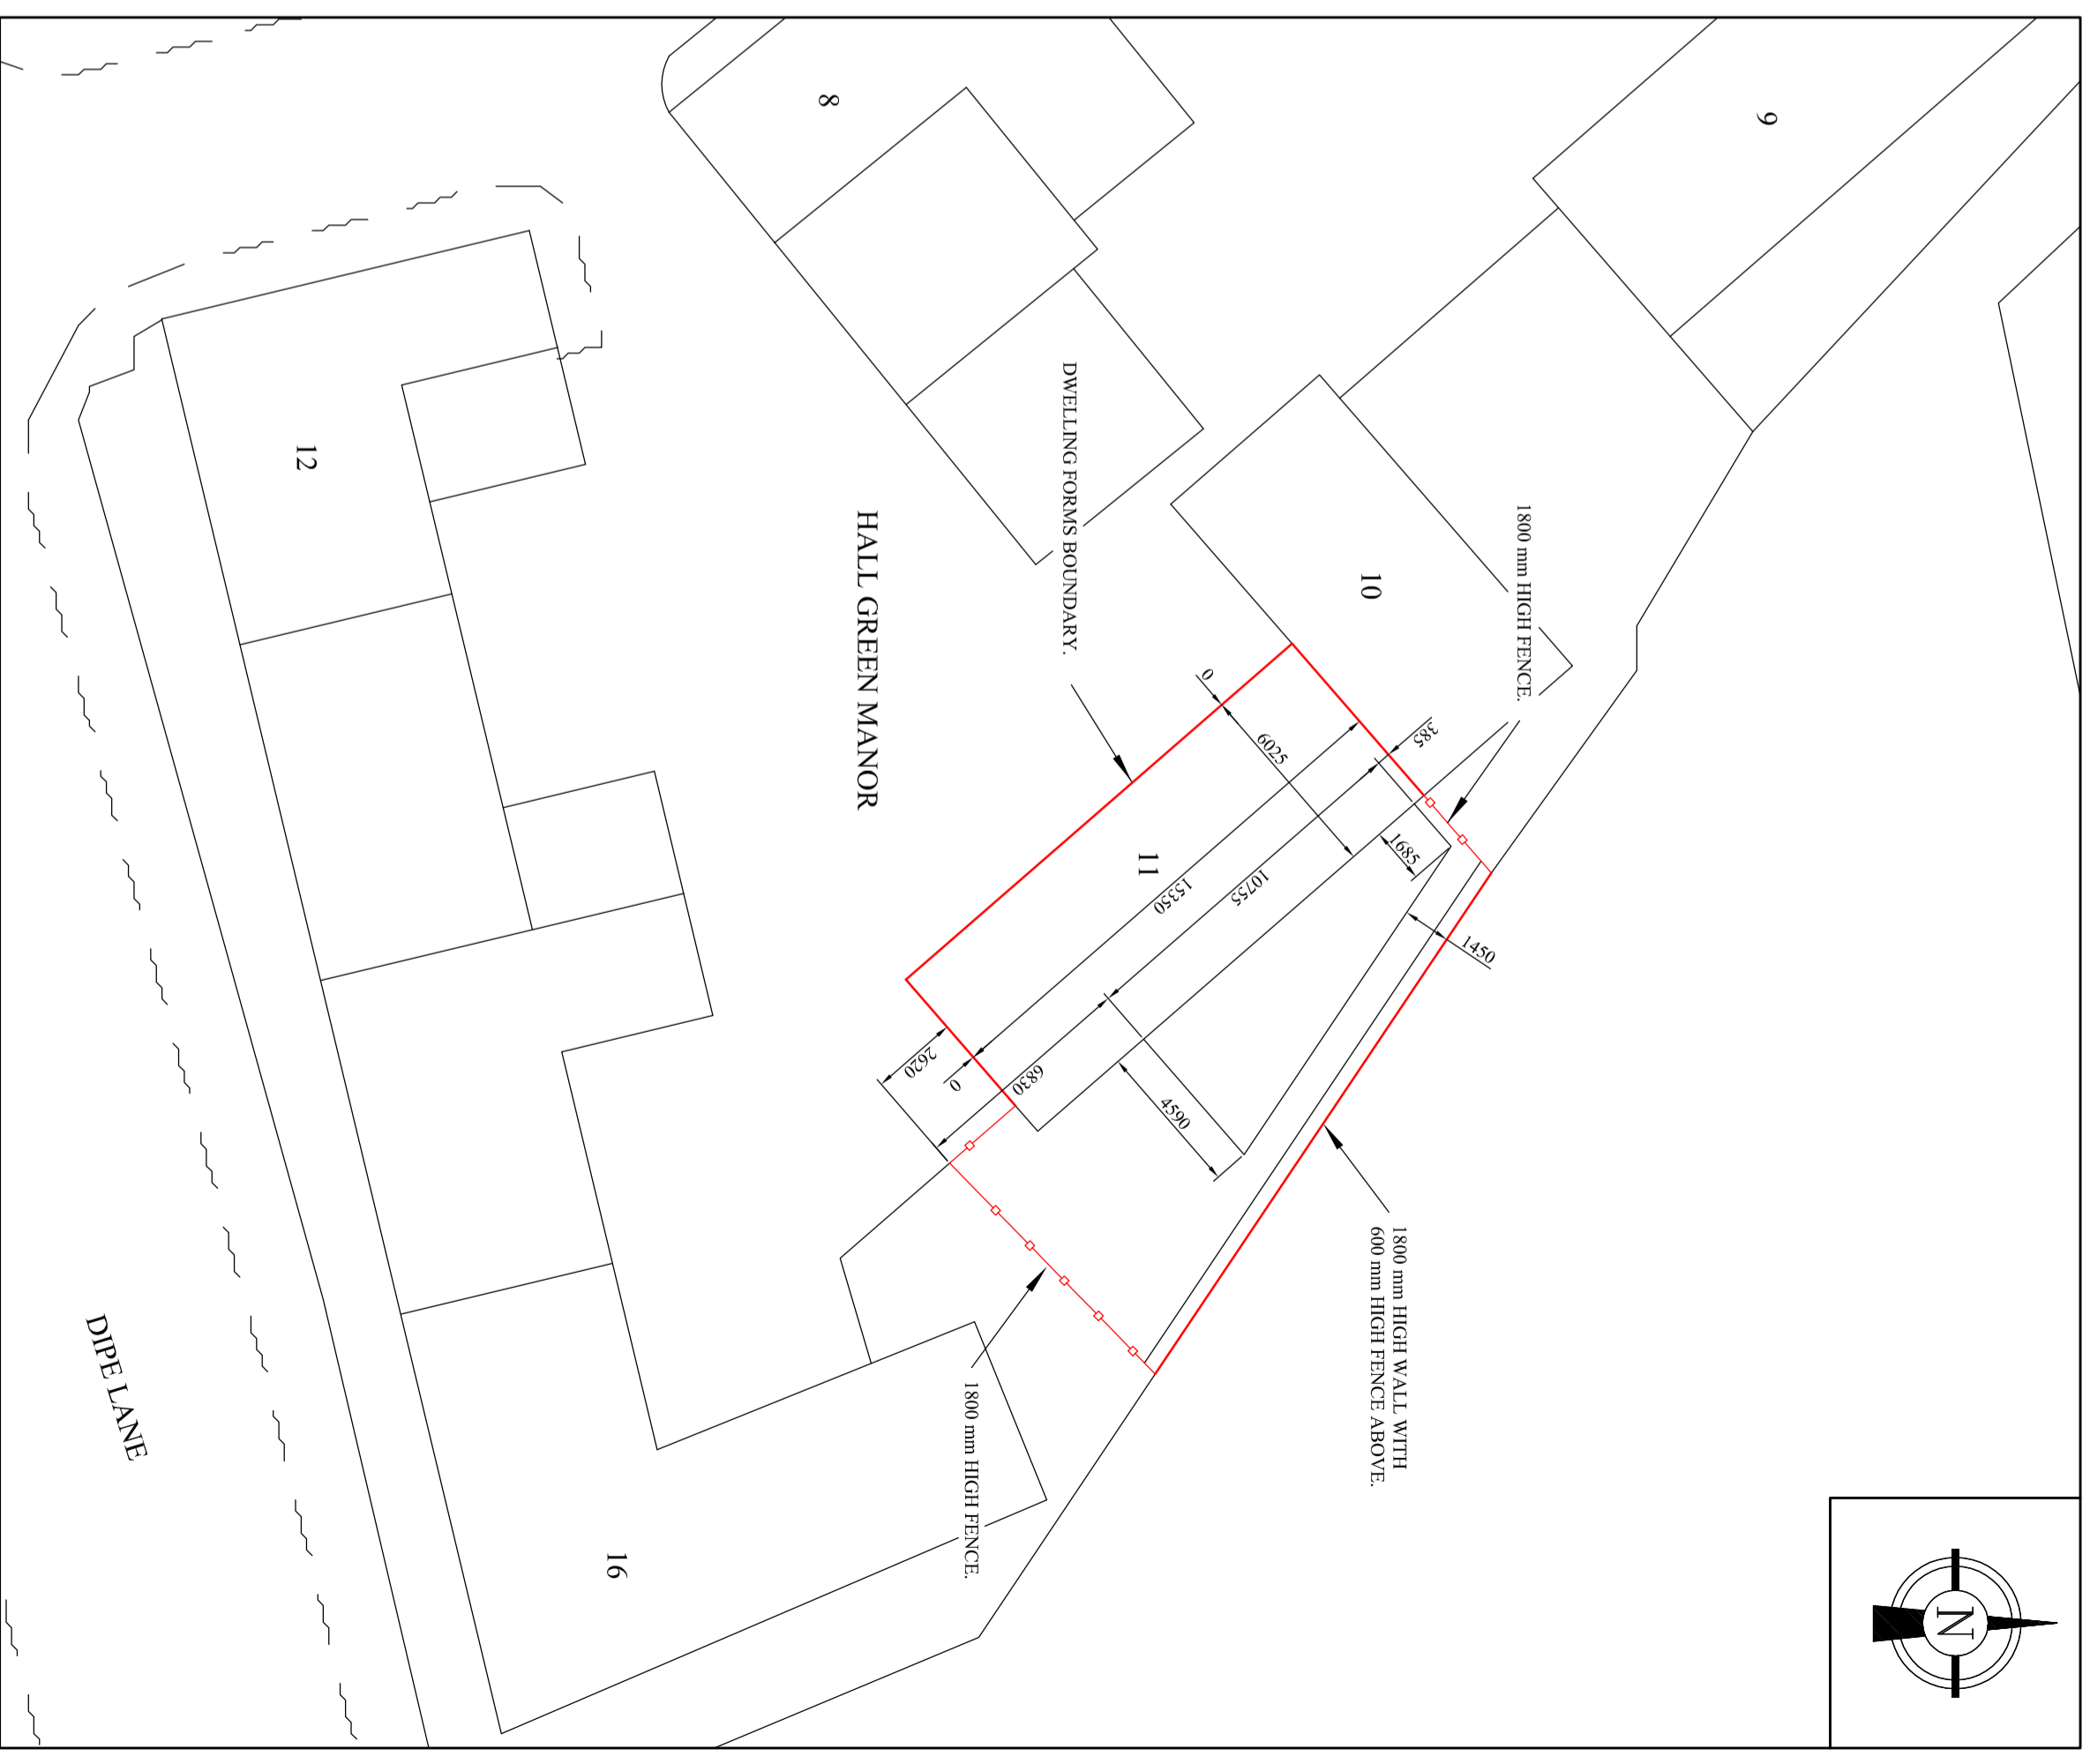 9
8
1800 mm HIGH FENCE.
10
DWELLING FORMS BOUNDARY.
12
HALL GREEN MANOR
0
6025
385
1685
11
15350
10755
1450
2620
0
6830
4590
1800 mm HIGH WALL WITH
600 mm HIGH FENCE ABOVE.
1800 mm HIGH FENCE.
16
DIPE LANE
N